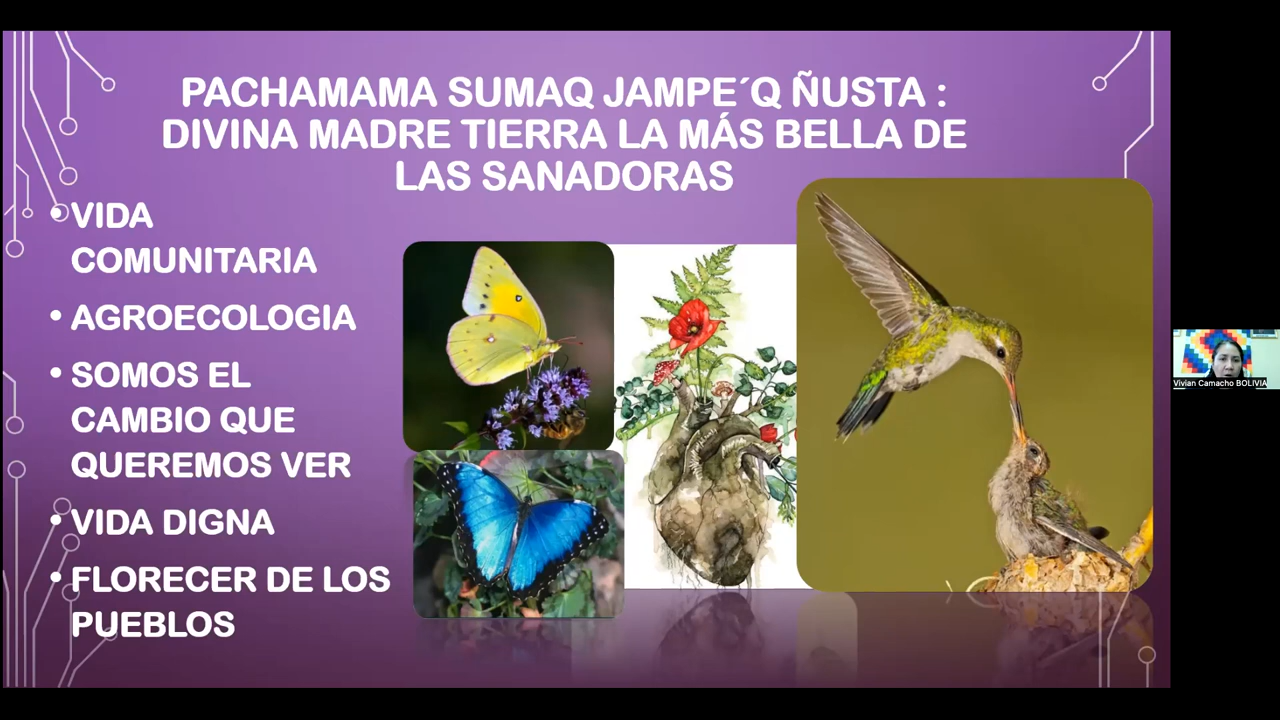 PACHAMAMA SUMAQ JAMPE´Q ÑUSTA :
DIVINA MADRE TIERRA LA MÁS BELLA DE
LAS SANADORAS
• VIDA
COMUNITARIA
• AGROECOLOGIA
• SOMOS EL
CAMBIO QUE
QUEREMOS VER
• VIDA DIGNA
• FLORECER DE LOS
PUEBLOS
Vivian Camacho BOLIVIA